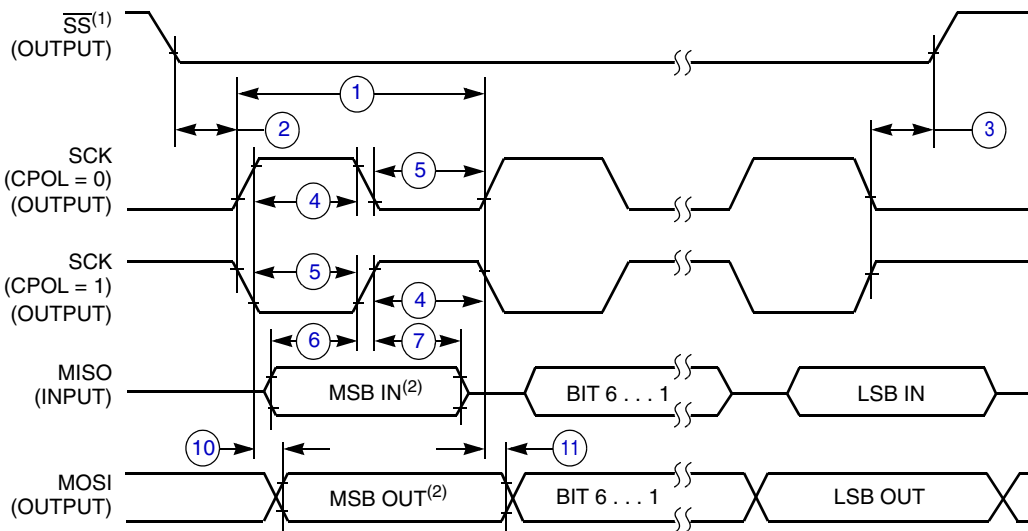 SS(1)
(OUTPUT)
1
2
3
SCK
(CPOL = 0)
(OUTPUT)
5
4
SCK
(CPOL = 1)
(OUTPUT)
5
4
6
7
MISO
(INPUT)
MSB IN(2)
BIT 6 . . . 1
LSB IN
10
11
MOSI
(OUTPUT)
MSB OUT(2)
BIT 6 . . . 1
LSB OUT